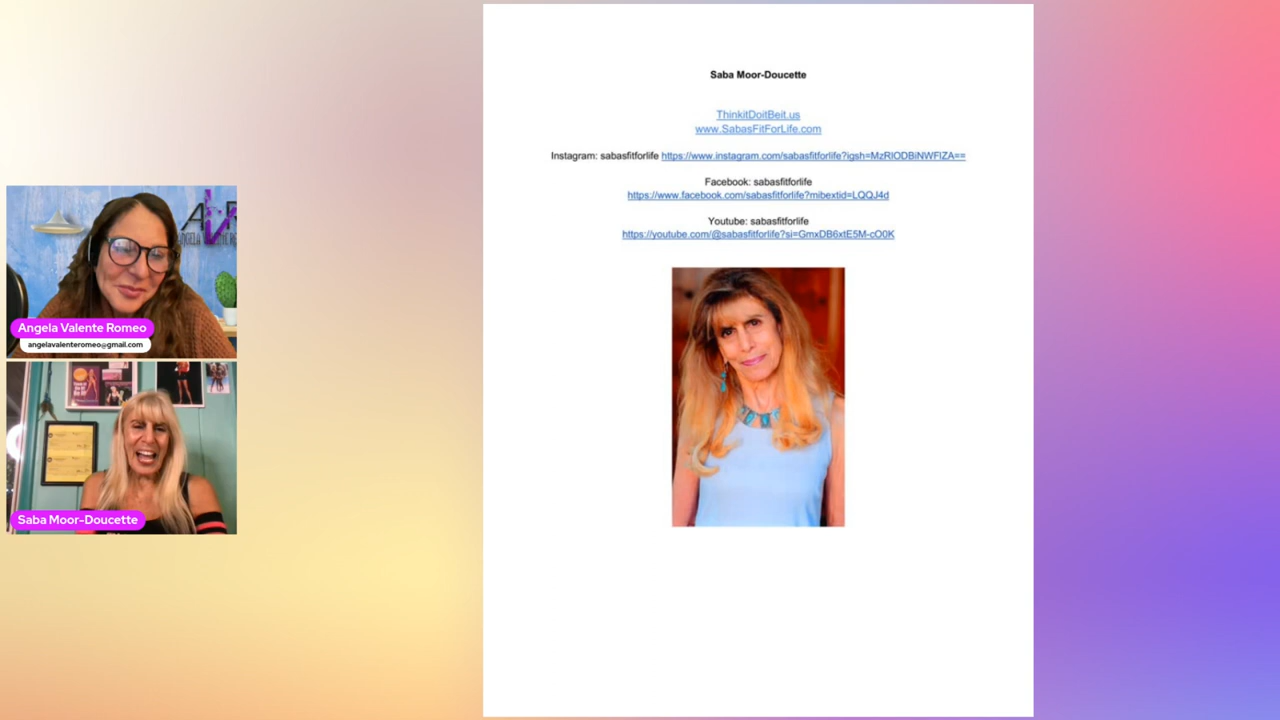 Saba Moor-Doucette
ThinkitDoitBeit.us
www.SabasFitForLife.com
Instagram: sabasfitforlife https://www.instagram.com/sabasfitforlife?igsh=MzRlODBiNWFlZA==
Facebook: sabasfitforlife
https://www.facebook.com/sabasfitforlife?mibextid=LQQJ4d
Youtube: sabasfitforlife
https://youtube.com/@sabasfitforlife?si=GmxDB6xtE5M-cO0K
Angela Valente Romeo
angelavalenteromeo@gmail.com
Saba Moor-Doucette